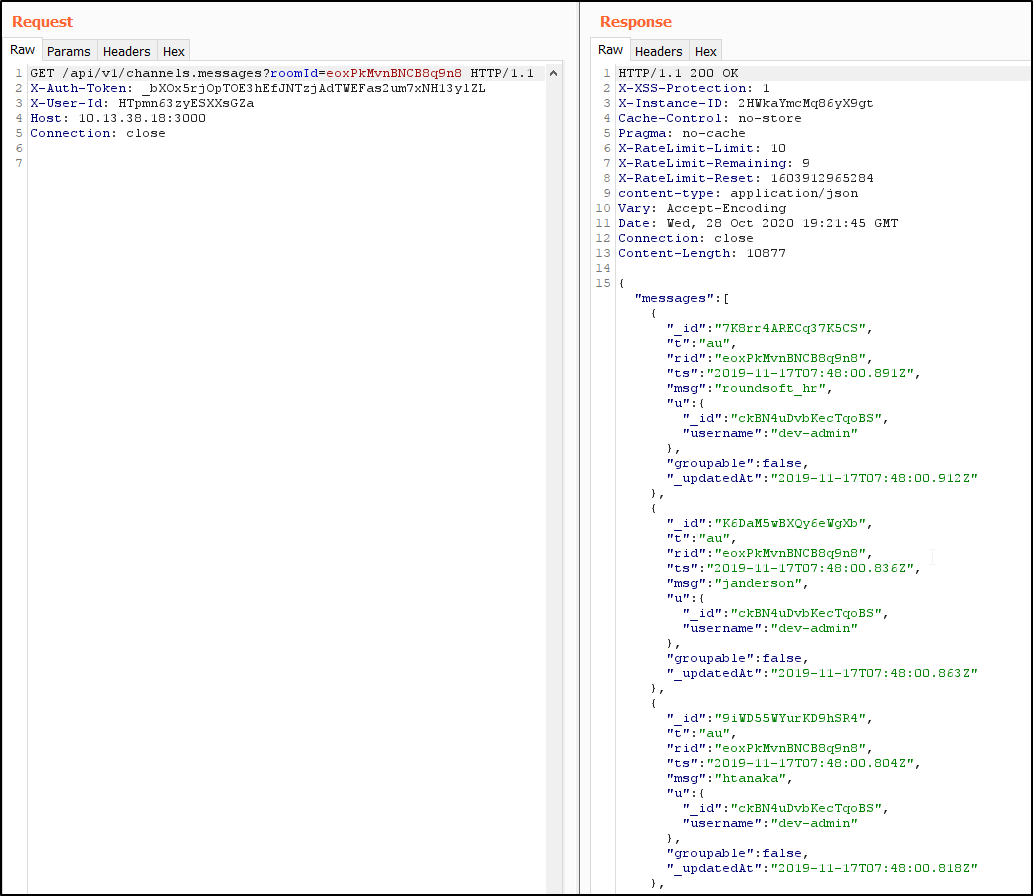 Request
Raw Params Headers Hex
1 GET /api/v1/channels.messages?roomId=eoxPkMvnBNCB8q9n8 HTTP/1.1
2 X-Auth-Token: _bXOx5rjOpTOE3hEfJNTzjAdTWEFas2um7xNH13y1ZL
3 X-User-Id: HTpmn63zyESXXsGZa
4 Host: 10.13.38.18:3000
5 Connection: close
6
7
Response
Raw Headers Hex
1 HTTP/1.1 200 OK
2 X-XSS-Protection: 1
3 X-Instance-ID: 2HWkaYmcMq86yX9gt
4 Cache-Control: no-store
5 Pragma: no-cache
6 X-RateLimit-Limit: 10
7 X-RateLimit-Remaining: 9
8 X-RateLimit-Reset: 1603912965284
9 content-type: application/json
10 Vary: Accept-Encoding
11 Date: Wed, 28 Oct 2020 19:21:45 GMT
12 Connection: close
13 Content-Length: 10877
14
15 {
"messages":[
{
"_id":"7K8rr4ARECq37K5CS",
"t":"au",
"rid":"eoxPkMvnBNCB8q9n8",
"ts":"2019-11-17T07:48:00.891Z",
"msg":"roundsoft_hr",
"u":{
"_id":"ckBN4uDvbKecTqoBS",
"username":"dev-admin"
},
"groupable":false,
"_updatedAt":"2019-11-17T07:48:00.912Z"
},
{
"_id":"K6DaM5wBXQy6eWgXb",
"t":"au",
"rid":"eoxPkMvnBNCB8q9n8",
"ts":"2019-11-17T07:48:00.836Z",
"msg":"janderson",
"u":{
"_id":"ckBN4uDvbKecTqoBS",
"username":"dev-admin"
},
"groupable":false,
"_updatedAt":"2019-11-17T07:48:00.863Z"
},
{
"_id":"9iWD55WYurKD9hSR4",
"t":"au",
"rid":"eoxPkMvnBNCB8q9n8",
"ts":"2019-11-17T07:48:00.804Z",
"msg":"htanaka",
"u":{
"_id":"ckBN4uDvbKecTqoBS",
"username":"dev-admin"
},
"groupable":false,
"_updatedAt":"2019-11-17T07:48:00.818Z"
},